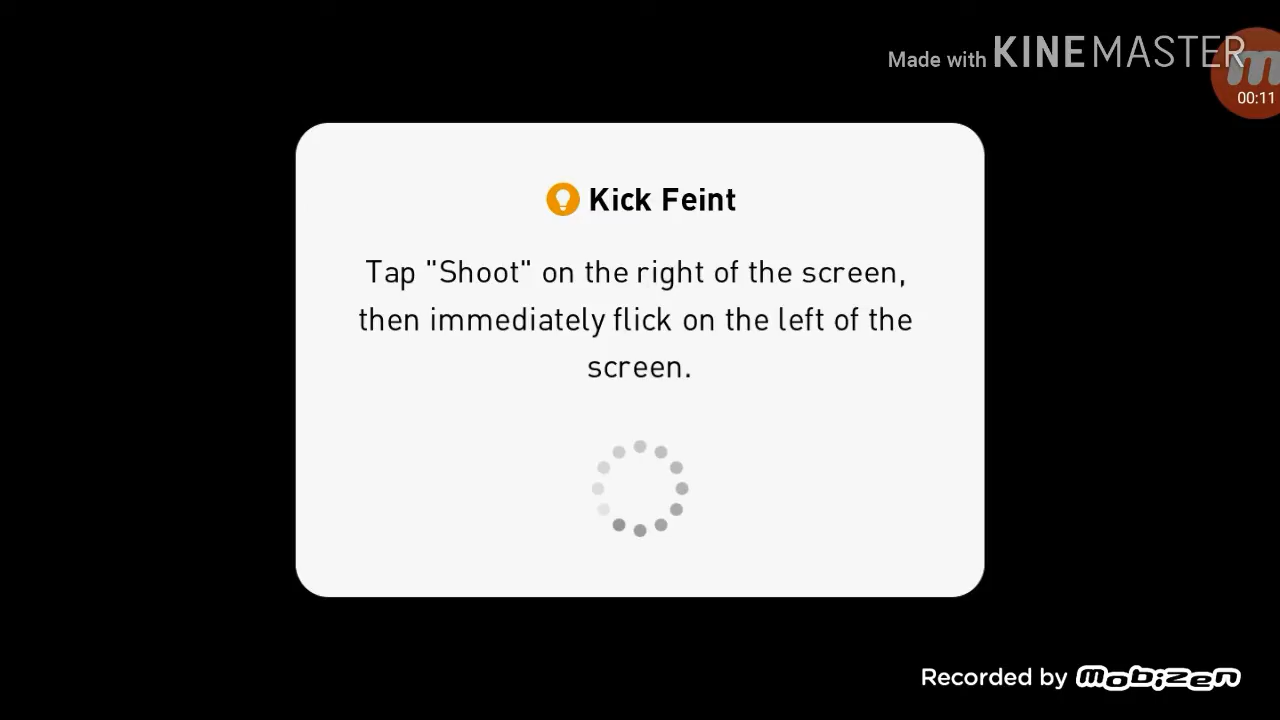 Made with KINEMASTER
00:11
Kick Feint
Tap "Shoot" on the right of the screen,
then immediately flick on the left of the
screen.
Recorded by mobizen